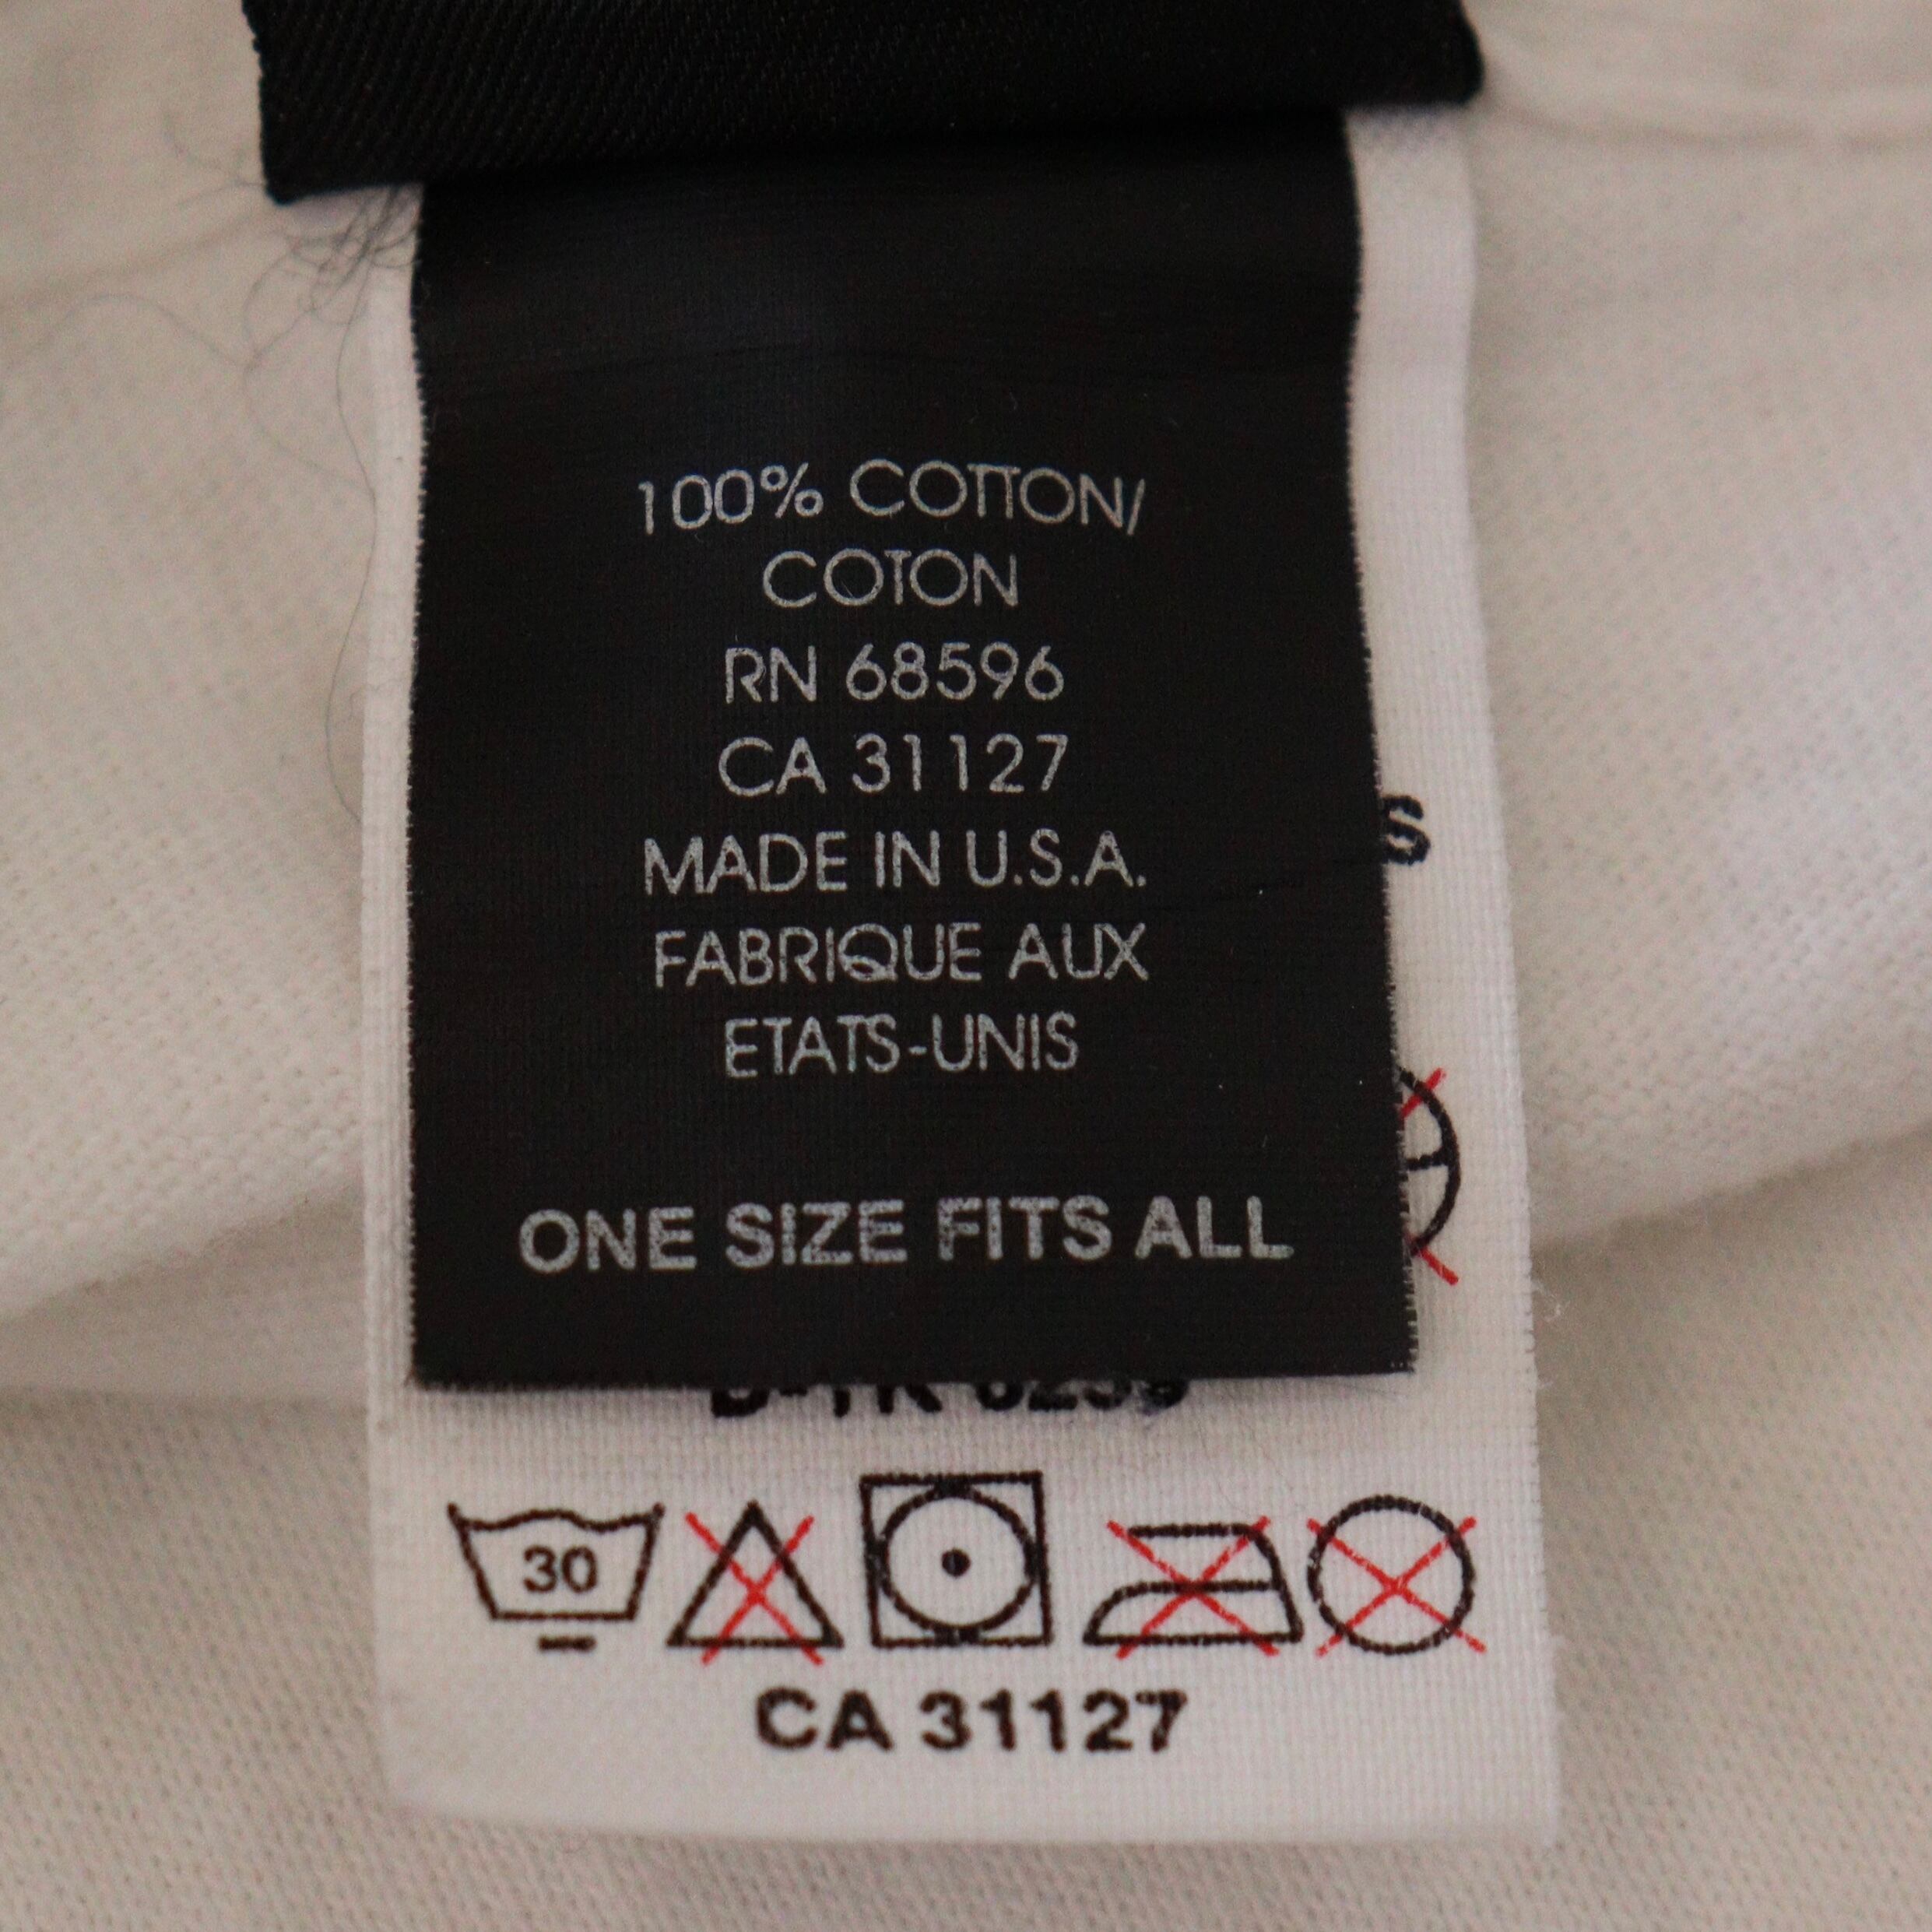 100% COTTON/
COTON
RN 68596
CA 31127
MADE IN U.S.A.
FABRIQUE AUX
ETATS-UNIS
ONE SIZE FITS ALL
30
CA 31127